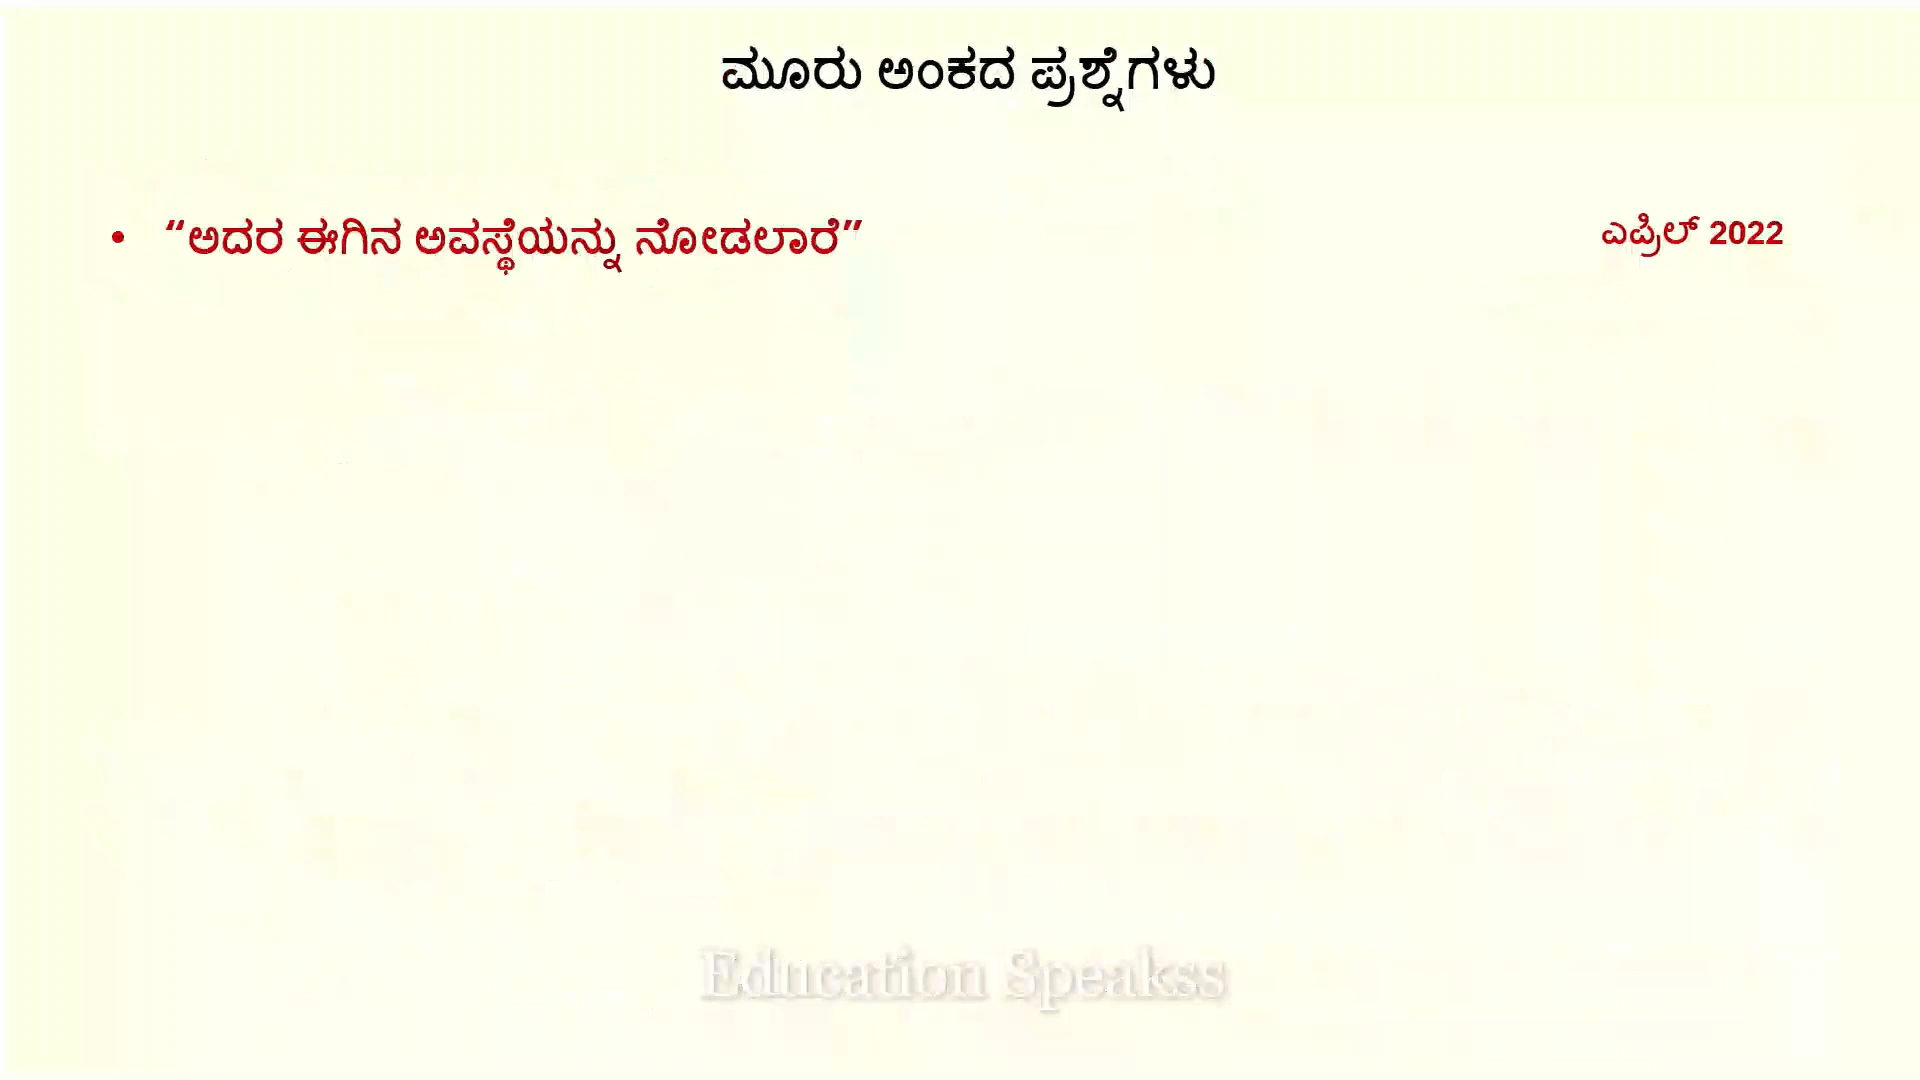 ಮೂರು ಅಂಕದ ಪ್ರಶ್ನೆಗಳು
• “ಅದರ ಈಗಿನ ಅವಸ್ಥೆಯನ್ನು ನೋಡಲಾರೆ” ಎಪ್ರಿಲ್ 2022
Education Speakss